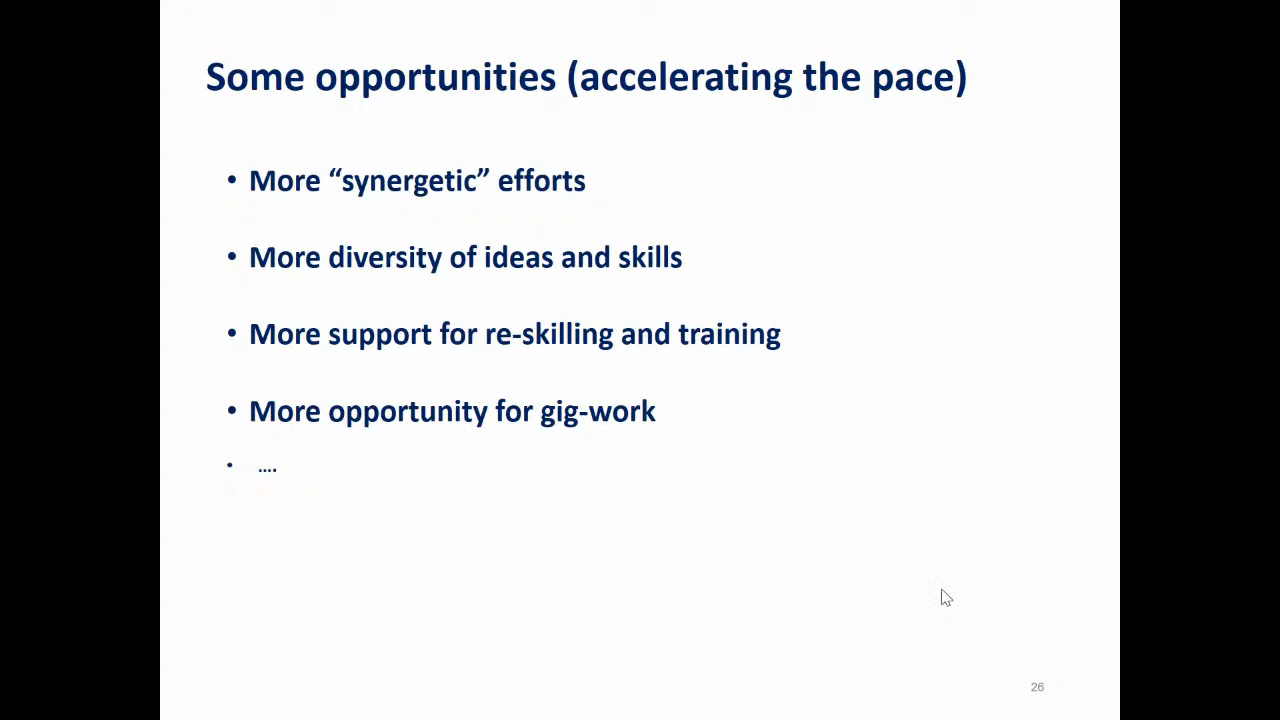 Some opportunities (accelerating the pace)
• More “synergetic” efforts
• More diversity of ideas and skills
• More support for re-skilling and training
• More opportunity for gig-work
• ....
26